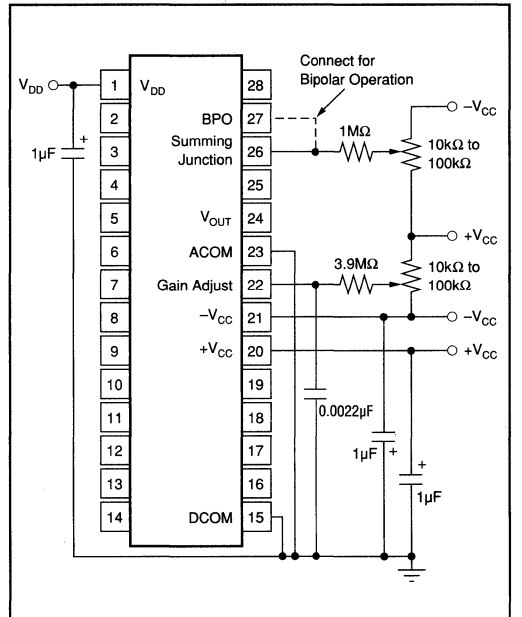 Connect for
Bipolar Operation
V_DD
1 V_DD 28
2 BPO 27
Summing
3 Junction 26
4 25
5 V_OUT 24
6 ACOM 23
7 Gain Adjust 22
8 –V_CC 21
9 +V_CC 20
10 19
11 18
12 17
13 16
14 DCOM 15
1µF +
1MΩ
–V_CC
10kΩ to
100kΩ
+V_CC
3.9MΩ
10kΩ to
100kΩ
–V_CC
+V_CC
0.0022µF
1µF +
+
1µF